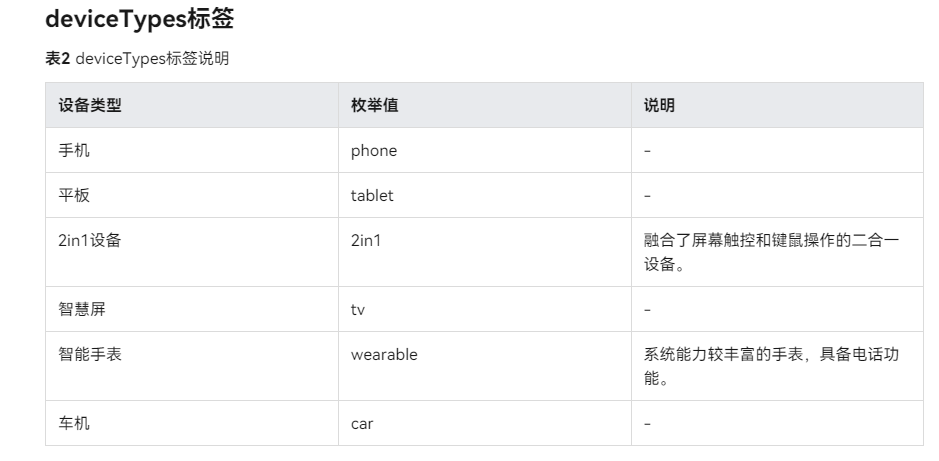 deviceTypes标签
表2 deviceTypes标签说明
设备类型 枚举值 说明
手机 phone -
平板 tablet -
2in1设备 2in1 融合了屏幕触控和键鼠操作的二合一
设备。
智慧屏 tv -
智能手表 wearable 系统能力较丰富的手表，具备电话功
能。
车机 car -